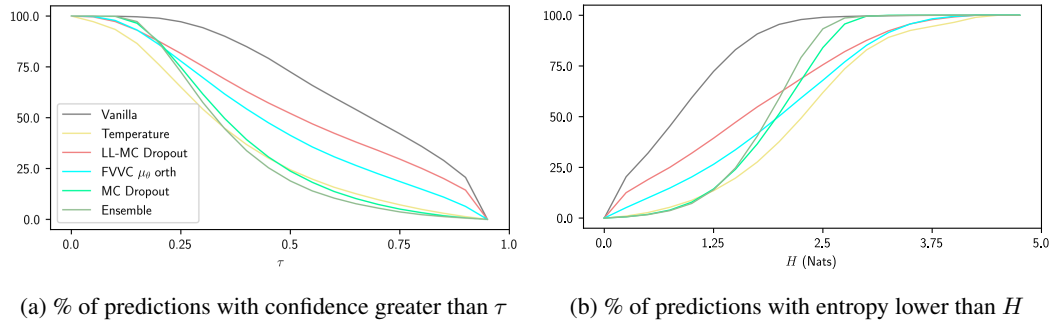 100.0
75.0
50.0
25.0
0.0
Vanilla
Temperature
LL-MC Dropout
FVVC μ_θ orth
MC Dropout
Ensemble
0.0 0.25 0.5 0.75 1.0
τ
100.0
75.0
50.0
25.0
0.0
0.0 1.25 2.5 3.75 5.0
H (Nats)
(a) % of predictions with confidence greater than τ
(b) % of predictions with entropy lower than H